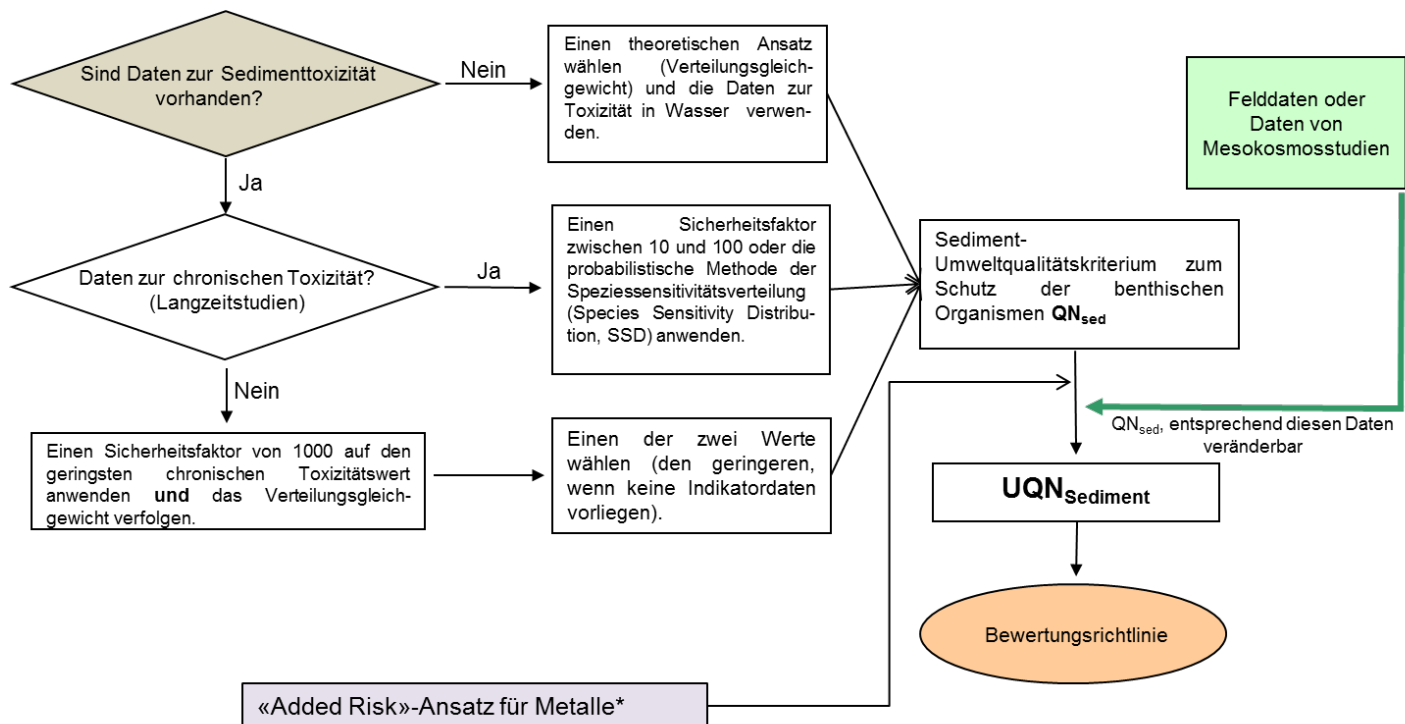 Sind Daten zur Sedimenttoxizität
vorhanden?
Nein
Einen theoretischen Ansatz
wählen (Verteilungsgleich-
gewicht) und die Daten zur
Toxizität in Wasser verwen-
den.
Felddaten oder
Daten von
Mesokosmosstudien
Ja
Daten zur chronischen Toxizität?
(Langzeitstudien)
Ja
Einen Sicherheitsfaktor
zwischen 10 und 100 oder die
probabilistische Methode der
Speziessensitivitätsverteilung
(Species Sensitivity Distribu-
tion, SSD) anwenden.
Sediment-
Umweltqualitätskriterium zum
Schutz der benthischen
Organismen QNsed
Nein
Einen Sicherheitsfaktor von 1000 auf den
geringsten chronischen Toxizitätswert
anwenden und das Verteilungsgleich-
gewicht verfolgen.
Einen der zwei Werte
wählen (den geringeren,
wenn keine Indikatordaten
vorliegen).
QNsed, entsprechend diesen Daten
veränderbar
UQNSediment
Bewertungsrichtlinie
«Added Risk»-Ansatz für Metalle*